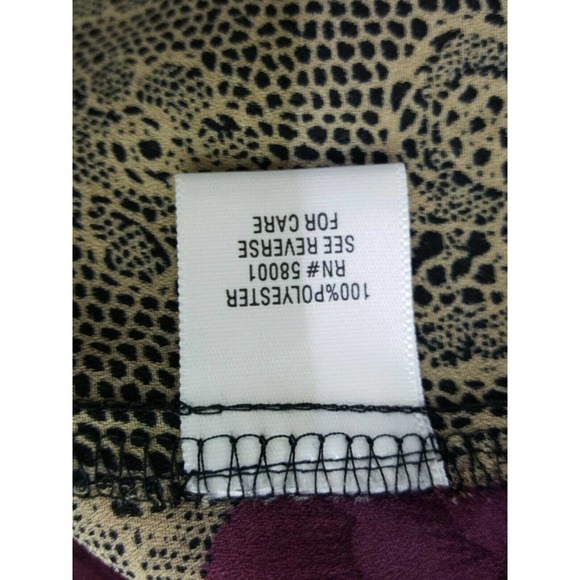 100%POLYESTER
RN# 58001
SEE REVERSE
FOR CARE